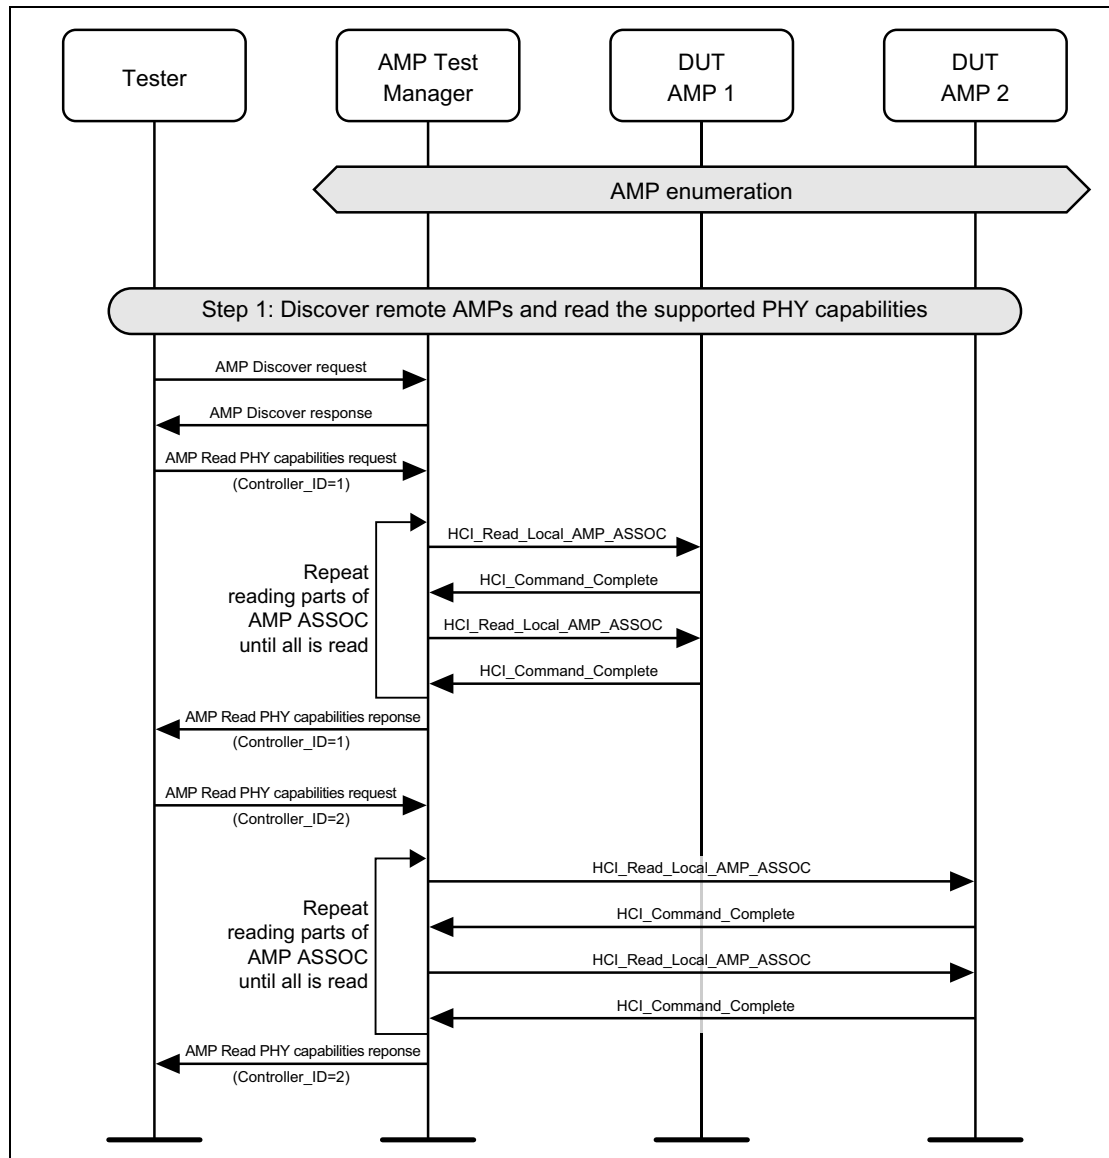 Tester
AMP Test
Manager
DUT
AMP 1
DUT
AMP 2
AMP enumeration
Step 1: Discover remote AMPs and read the supported PHY capabilities
AMP Discover request
AMP Discover response
AMP Read PHY capabilities request
(Controller_ID=1)
HCI_Read_Local_AMP_ASSOC
HCI_Command_Complete
HCI_Read_Local_AMP_ASSOC
HCI_Command_Complete
Repeat
reading parts of
AMP ASSOC
until all is read
AMP Read PHY capabilities reponse
(Controller_ID=1)
AMP Read PHY capabilities request
(Controller_ID=2)
HCI_Read_Local_AMP_ASSOC
HCI_Command_Complete
HCI_Read_Local_AMP_ASSOC
HCI_Command_Complete
Repeat
reading parts of
AMP ASSOC
until all is read
AMP Read PHY capabilities reponse
(Controller_ID=2)